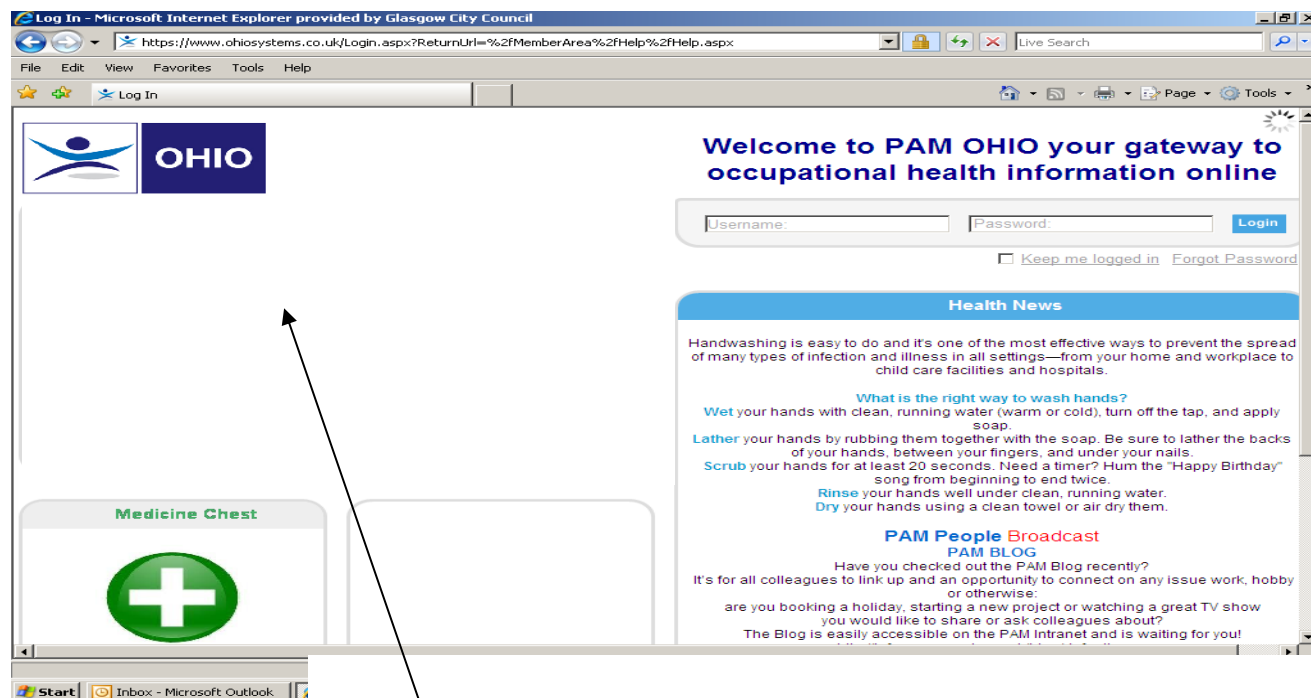 Log In - Microsoft Internet Explorer provided by Glasgow City Council
https://www.ohiosystems.co.uk/Login.aspx?ReturnUrl=%2fMemberArea%2fHelp%2fHelp.aspx
Live Search
File Edit View Favorites Tools Help
Log In
Page Tools
OHIO
Welcome to PAM OHIO your gateway to
occupational health information online
Username:
Password:
Login
Keep me logged in Forgot Password
Health News
Handwashing is easy to do and it's one of the most effective ways to prevent the spread
of many types of infection and illness in all settings—from your home and workplace to
child care facilities and hospitals.
What is the right way to wash hands?
Wet your hands with clean, running water (warm or cold), turn off the tap, and apply
soap.
Lather your hands by rubbing them together with the soap. Be sure to lather the backs
of your hands, between your fingers, and under your nails.
Scrub your hands for at least 20 seconds. Need a timer? Hum the "Happy Birthday"
song from beginning to end twice.
Rinse your hands well under clean, running water.
Dry your hands using a clean towel or air dry them.
PAM People Broadcast
PAM BLOG
Have you checked out the PAM Blog recently?
It's for all colleagues to link up and an opportunity to connect on any issue work, hobby
or otherwise:
are you booking a holiday, starting a new project or watching a great TV show
you would like to share or ask colleagues about?
The Blog is easily accessible on the PAM Intranet and is waiting for you!
Medicine Chest
Start Inbox - Microsoft Outlook